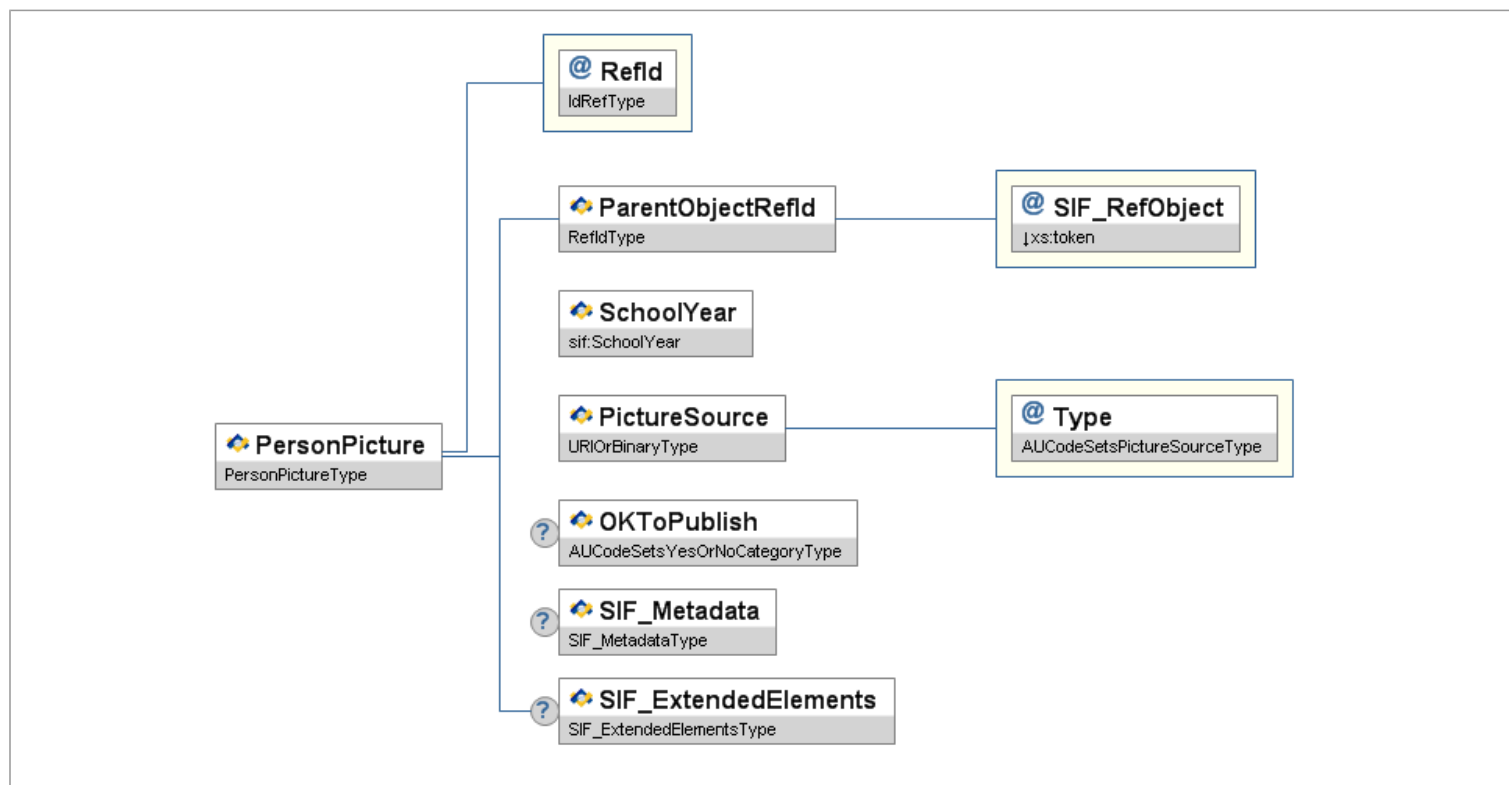 @ RefId
IdRefType
ParentObjectRefId
RefIdType
@ SIF_RefObject
↓xs:token
SchoolYear
sif:SchoolYear
PictureSource
URIOrBinaryType
@ Type
AUCodeSetsPictureSourceType
PersonPicture
PersonPictureType
? OKToPublish
AUCodeSetsYesOrNoCategoryType
? SIF_Metadata
SIF_MetadataType
? SIF_ExtendedElements
SIF_ExtendedElementsType